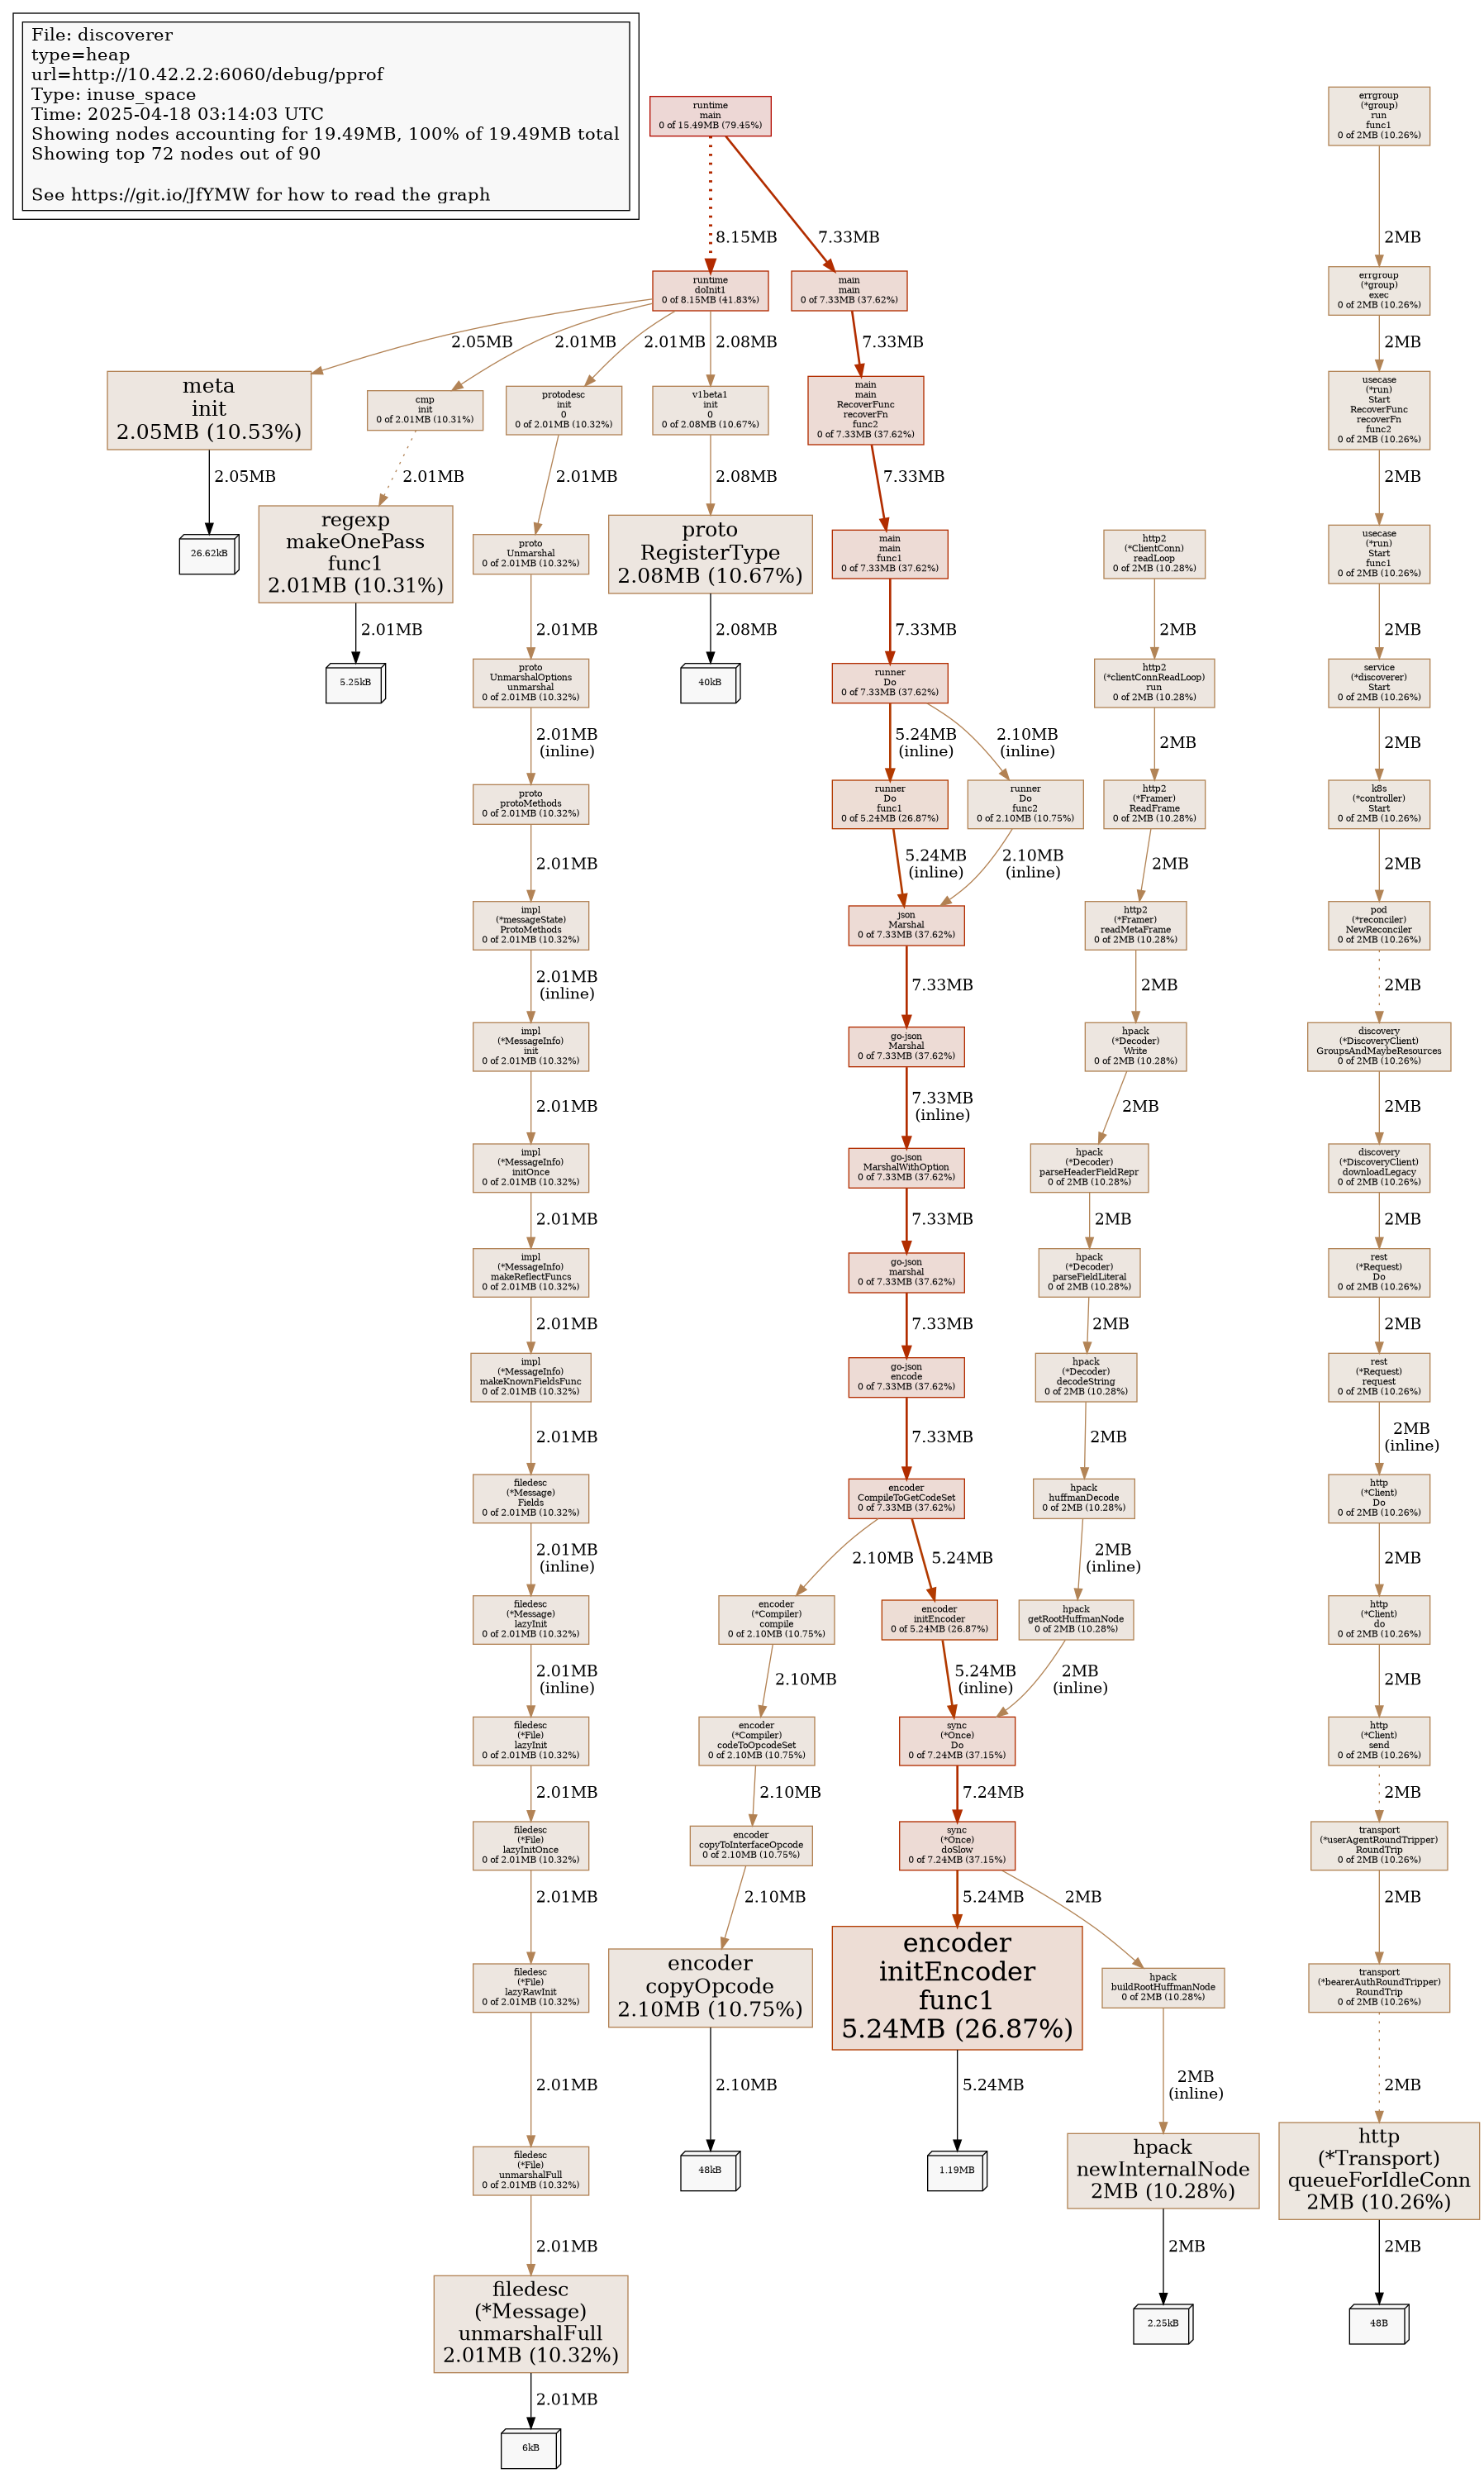 File: discoverer
type=heap
url=http://10.42.2.2:6060/debug/pprof
Type: inuse_space
Time: 2025-04-18 03:14:03 UTC
Showing nodes accounting for 19.49MB, 100% of 19.49MB total
Showing top 72 nodes out of 90
See https://git.io/JfYMW for how to read the graph
runtime
main
0 of 15.49MB (79.45%)
errgroup
(*group)
run
func1
0 of 2MB (10.26%)
8.15MB
7.33MB
2MB
runtime
doInit1
0 of 8.15MB (41.83%)
main
main
0 of 7.33MB (37.62%)
errgroup
(*group)
exec
0 of 2MB (10.26%)
2.05MB
2.01MB
2.01MB
2.08MB
7.33MB
2MB
meta
init
2.05MB (10.53%)
cmp
init
0 of 2.01MB (10.31%)
protodesc
init
0
0 of 2.01MB (10.32%)
v1beta1
init
0
0 of 2.08MB (10.67%)
main
main
RecoverFunc
recoverFn
func2
0 of 7.33MB (37.62%)
usecase
(*run)
Start
RecoverFunc
recoverFn
func2
0 of 2MB (10.26%)
2.05MB
2.01MB
2.01MB
2.08MB
7.33MB
2MB
26.62kB
regexp
makeOnePass
func1
2.01MB (10.31%)
proto
Unmarshal
0 of 2.01MB (10.32%)
proto
RegisterType
2.08MB (10.67%)
main
main
func1
0 of 7.33MB (37.62%)
http2
(*ClientConn)
readLoop
0 of 2MB (10.28%)
usecase
(*run)
Start
func1
0 of 2MB (10.26%)
2.01MB
2.01MB
2.08MB
7.33MB
2MB
2MB
5.25kB
proto
UnmarshalOptions
unmarshal
0 of 2.01MB (10.32%)
40kB
runner
Do
0 of 7.33MB (37.62%)
http2
(*clientConnReadLoop)
run
0 of 2MB (10.28%)
service
(*discoverer)
Start
0 of 2MB (10.26%)
2.01MB
(inline)
5.24MB
(inline)
2.10MB
(inline)
2MB
2MB
proto
protoMethods
0 of 2.01MB (10.32%)
runner
Do
func1
0 of 5.24MB (26.87%)
runner
Do
func2
0 of 2.10MB (10.75%)
http2
(*Framer)
ReadFrame
0 of 2MB (10.28%)
k8s
(*controller)
Start
0 of 2MB (10.26%)
2.01MB
5.24MB
(inline)
2.10MB
(inline)
2MB
2MB
impl
(*messageState)
ProtoMethods
0 of 2.01MB (10.32%)
json
Marshal
0 of 7.33MB (37.62%)
http2
(*Framer)
readMetaFrame
0 of 2MB (10.28%)
pod
(*reconciler)
NewReconciler
0 of 2MB (10.26%)
2.01MB
(inline)
7.33MB
2MB
2MB
impl
(*MessageInfo)
init
0 of 2.01MB (10.32%)
go-json
Marshal
0 of 7.33MB (37.62%)
hpack
(*Decoder)
Write
0 of 2MB (10.28%)
discovery
(*DiscoveryClient)
GroupsAndMaybeResources
0 of 2MB (10.26%)
2.01MB
7.33MB
(inline)
2MB
2MB
impl
(*MessageInfo)
initOnce
0 of 2.01MB (10.32%)
go-json
MarshalWithOption
0 of 7.33MB (37.62%)
hpack
(*Decoder)
parseHeaderFieldRepr
0 of 2MB (10.28%)
discovery
(*DiscoveryClient)
downloadLegacy
0 of 2MB (10.26%)
2.01MB
7.33MB
2MB
2MB
impl
(*MessageInfo)
makeReflectFuncs
0 of 2.01MB (10.32%)
go-json
marshal
0 of 7.33MB (37.62%)
hpack
(*Decoder)
parseFieldLiteral
0 of 2MB (10.28%)
rest
(*Request)
Do
0 of 2MB (10.26%)
2.01MB
7.33MB
2MB
2MB
impl
(*MessageInfo)
makeKnownFieldsFunc
0 of 2.01MB (10.32%)
go-json
encode
0 of 7.33MB (37.62%)
hpack
(*Decoder)
decodeString
0 of 2MB (10.28%)
rest
(*Request)
request
0 of 2MB (10.26%)
2.01MB
7.33MB
2MB
2MB
(inline)
filedesc
(*Message)
Fields
0 of 2.01MB (10.32%)
encoder
CompileToGetCodeSet
0 of 7.33MB (37.62%)
hpack
huffmanDecode
0 of 2MB (10.28%)
http
(*Client)
Do
0 of 2MB (10.26%)
2.01MB
(inline)
2.10MB
5.24MB
2MB
(inline)
2MB
filedesc
(*Message)
lazyInit
0 of 2.01MB (10.32%)
encoder
(*Compiler)
compile
0 of 2.10MB (10.75%)
encoder
initEncoder
0 of 5.24MB (26.87%)
hpack
getRootHuffmanNode
0 of 2MB (10.28%)
http
(*Client)
do
0 of 2MB (10.26%)
2.01MB
(inline)
2.10MB
5.24MB
(inline)
2MB
(inline)
2MB
filedesc
(*File)
lazyInit
0 of 2.01MB (10.32%)
encoder
(*Compiler)
codeToOpcodeSet
0 of 2.10MB (10.75%)
sync
(*Once)
Do
0 of 7.24MB (37.15%)
http
(*Client)
send
0 of 2MB (10.26%)
2.01MB
2.10MB
7.24MB
2MB
filedesc
(*File)
lazyInitOnce
0 of 2.01MB (10.32%)
encoder
copyToInterfaceOpcode
0 of 2.10MB (10.75%)
sync
(*Once)
doSlow
0 of 7.24MB (37.15%)
transport
(*userAgentRoundTripper)
RoundTrip
0 of 2MB (10.26%)
2.01MB
2.10MB
5.24MB
2MB
2MB
filedesc
(*File)
lazyRawInit
0 of 2.01MB (10.32%)
encoder
copyOpcode
2.10MB (10.75%)
encoder
initEncoder
func1
5.24MB (26.87%)
hpack
buildRootHuffmanNode
0 of 2MB (10.28%)
transport
(*bearerAuthRoundTripper)
RoundTrip
0 of 2MB (10.26%)
2.01MB
2.10MB
5.24MB
2MB
(inline)
2MB
filedesc
(*File)
unmarshalFull
0 of 2.01MB (10.32%)
48kB
1.19MB
hpack
newInternalNode
2MB (10.28%)
http
(*Transport)
queueForIdleConn
2MB (10.26%)
2.01MB
2MB
2MB
filedesc
(*Message)
unmarshalFull
2.01MB (10.32%)
2.25kB
48B
2.01MB
6kB